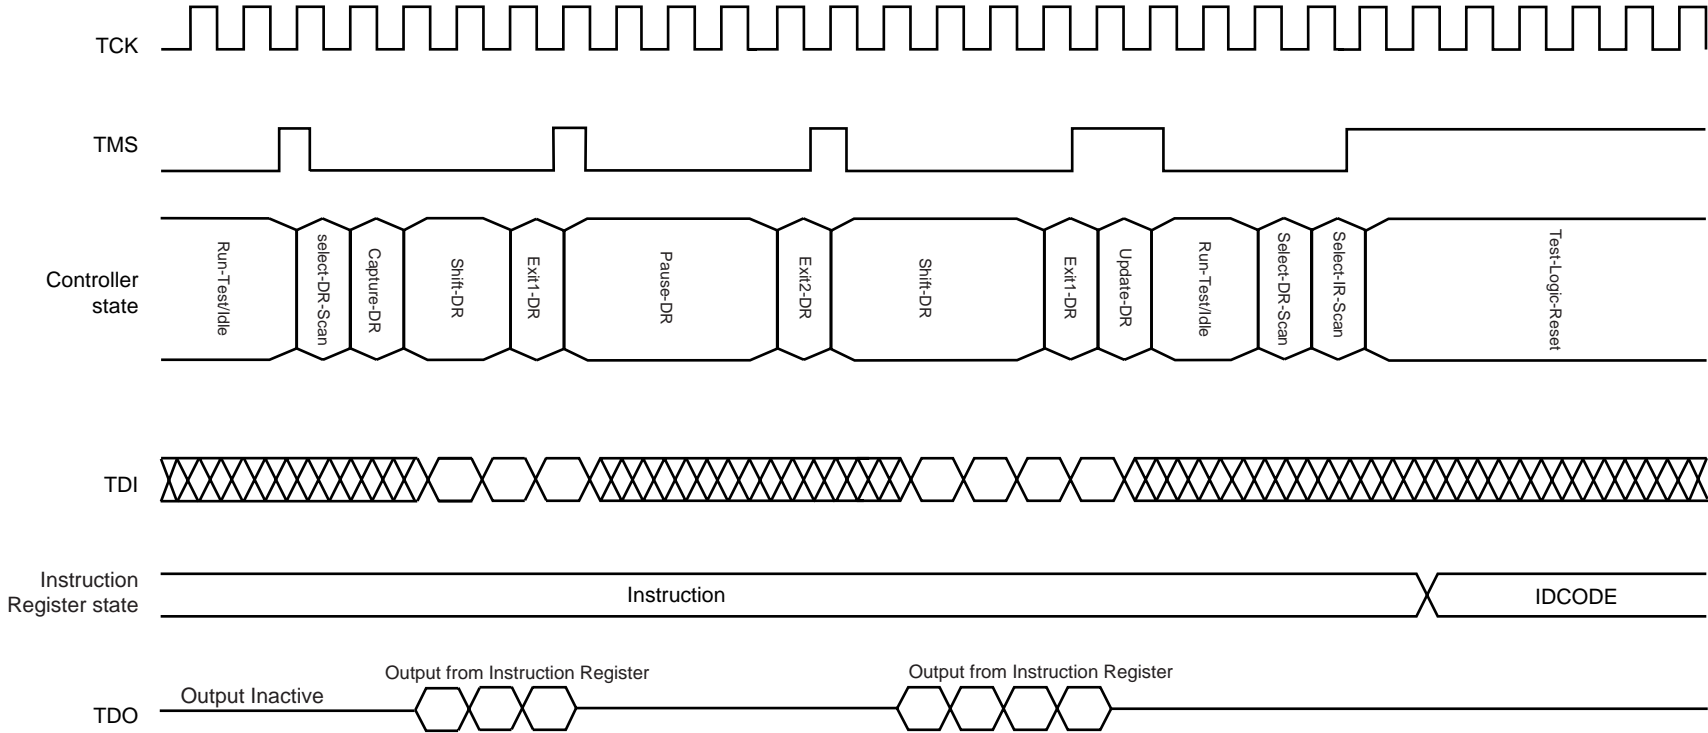 TCK
TMS
Controller
state
Run-Test/Idle
select-DR-Scan
Capture-DR
Shift-DR
Exit1-DR
Pause-DR
Exit2-DR
Shift-DR
Exit1-DR
Update-DR
Run-Test/Idle
Select-DR-Scan
Select-IR-Scan
Test-Logic-Reset
TDI
Instruction
Register state
Instruction
IDCODE
Output from Instruction Register
Output from Instruction Register
Output Inactive
TDO